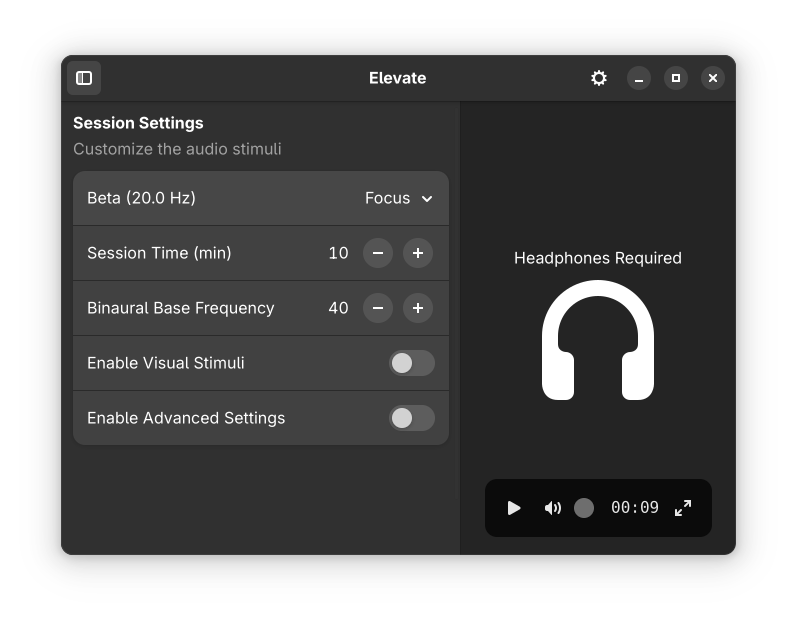 Elevate
Session Settings
Customize the audio stimuli
Beta (20.0 Hz) Focus
Session Time (min) 10
Binaural Base Frequency 40
Enable Visual Stimuli
Enable Advanced Settings
Headphones Required
00:09